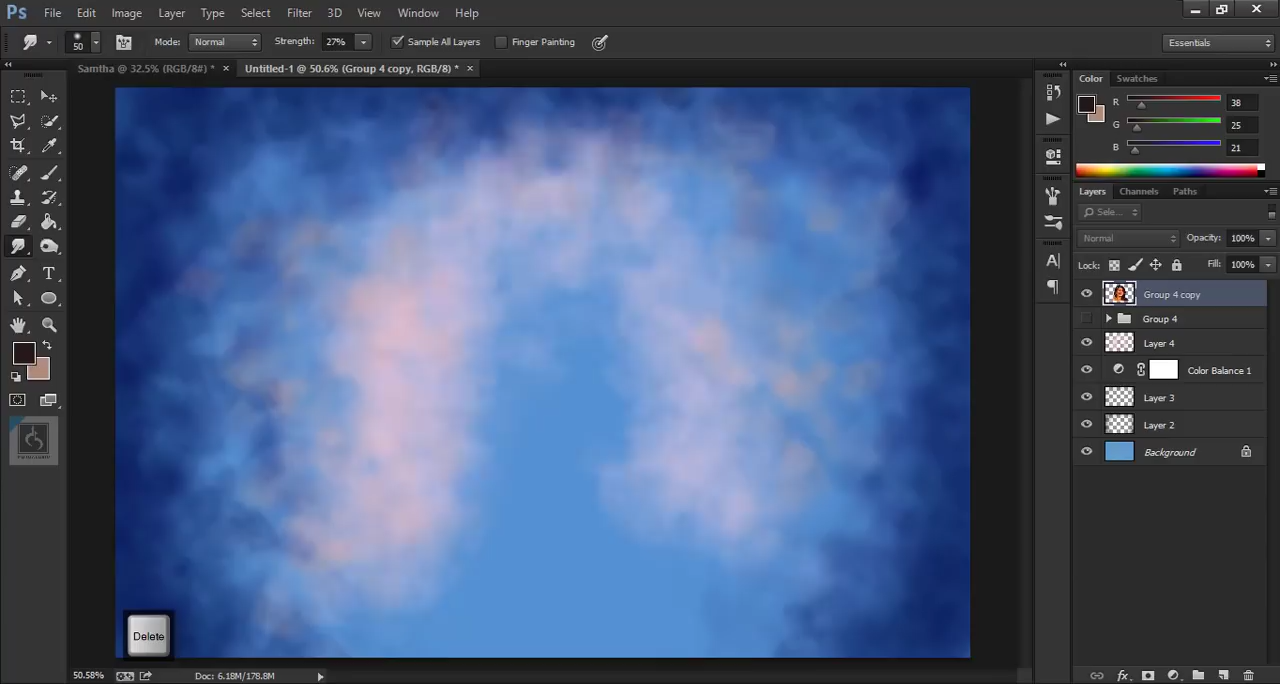 Ps File Edit Image Layer Type Select Filter 3D View Window Help
50 Mode: Normal Strength: 27% Sample All Layers Finger Painting Essentials
Samtha @ 32.5% (RGB/8#) * × Untitled-1 @ 50.6% (Group 4 copy, RGB/8) * ×
Color Swatches
R 38
G 25
B 21
Layers Channels Paths
Sele...
Normal Opacity: 100%
Lock: Fill: 100%
Group 4 copy
Group 4
Layer 4
Color Balance 1
Layer 3
Layer 2
Background
T
A
Delete
50.58% Doc: 6.18M/178.8M
fx